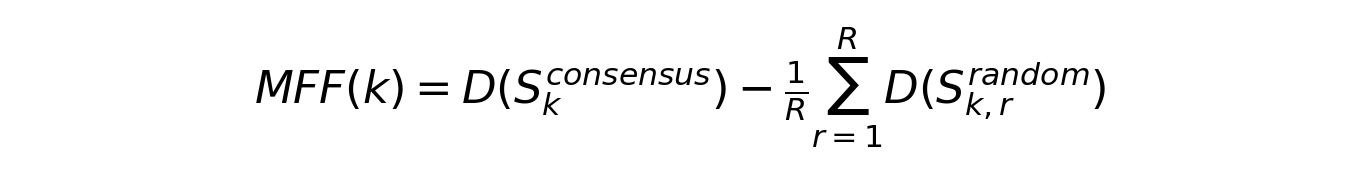 $MFF(k) = D(S_k^{consensus}) - \frac{1}{R} \sum_{r=1}^{R} D(S_{k,r}^{random})$